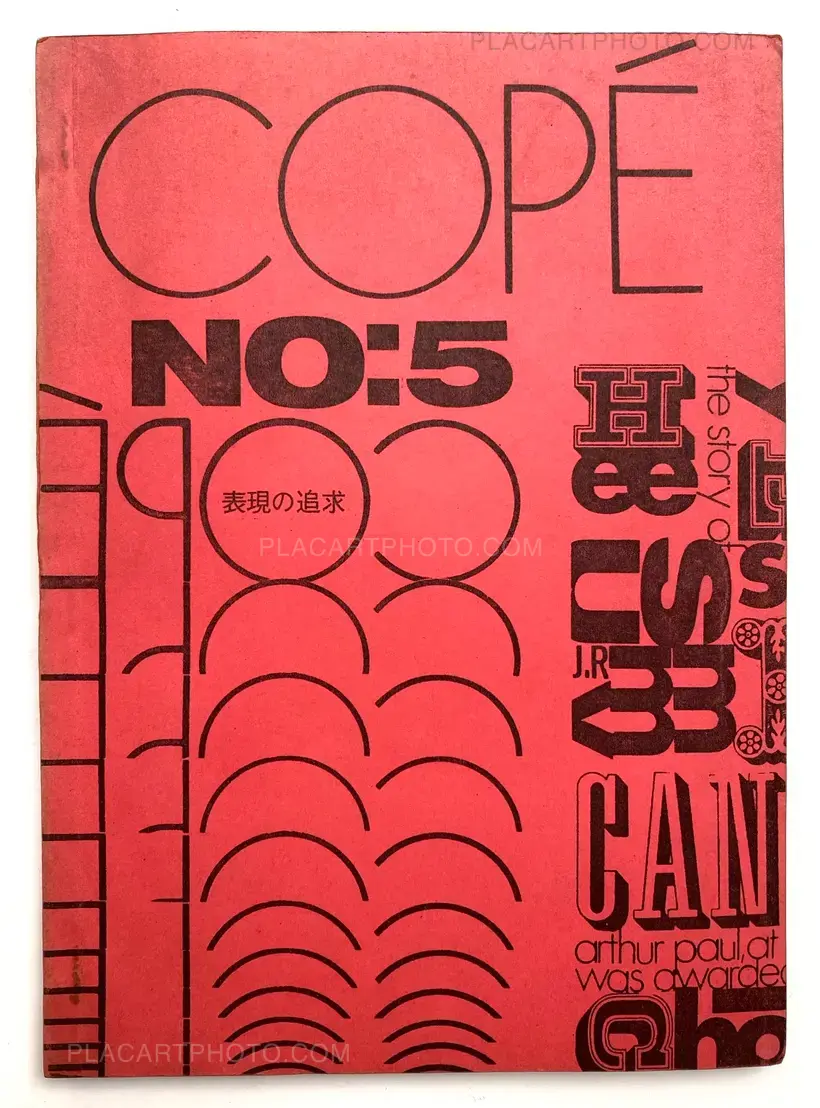 PLACARTPHOTO.COM
COPÉ
NO:5
表現の追求
PLACARTPHOTO.COM
the story of
H
æ
J.R
CAN
arthur paul, at
was awarded
PLACARTPHOTO.COM